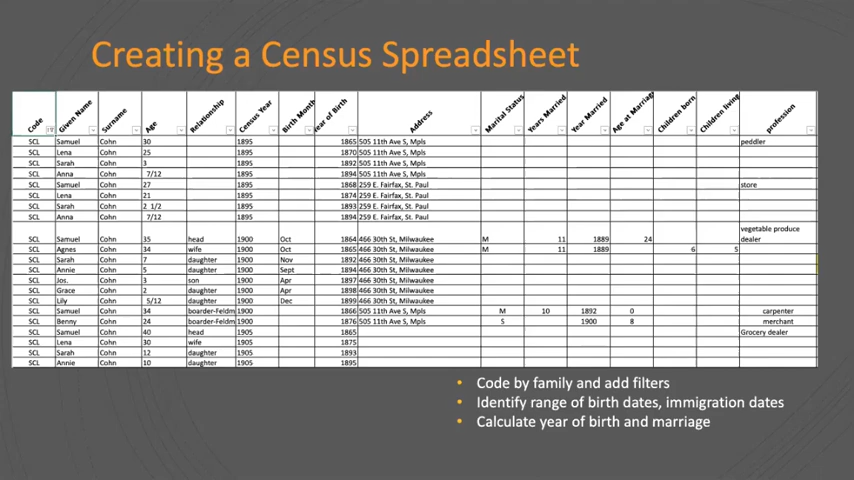 Creating a Census Spreadsheet
Code Given Name Surname Age Relationship Census Year Birth Month Year of Birth Address Marital Status Years Married Year Married Age at Marriag Children born Children living profession
SCL Samuel Cohn 30 1895 1865 505 11th Ave S, Mpls peddler
SCL Lena Cohn 25 1895 1870 505 11th Ave S, Mpls
SCL Sarah Cohn 3 1895 1892 505 11th Ave S, Mpls
SCL Anna Cohn 7/12 1895 1894 505 11th Ave S, Mpls
SCL Samuel Cohn 27 1895 1868 259 E. Fairfax, St. Paul store
SCL Lena Cohn 21 1895 1874 259 E. Fairfax, St. Paul
SCL Sarah Cohn 2 1/2 1895 1893 259 E. Fairfax, St. Paul
SCL Anna Cohn 7/12 1895 1894 259 E. Fairfax, St. Paul
vegetable produce
SCL Samuel Cohn 35 head 1900 Oct 1864 466 30th St, Milwaukee M 11 1889 24 dealer
SCL Agnes Cohn 34 wife 1900 Oct 1865 466 30th St, Milwaukee M 11 1889 6 5
SCL Sarah Cohn 7 daughter 1900 Nov 1892 466 30th St, Milwaukee
SCL Annie Cohn 5 daughter 1900 Sept 1894 466 30th St, Milwaukee
SCL Jos. Cohn 3 son 1900 Apr 1897 466 30th St, Milwaukee
SCL Grace Cohn 2 daughter 1900 Apr 1898 466 30th St, Milwaukee
SCL Lily Cohn 5/12 daughter 1900 Dec 1899 466 30th St, Milwaukee
SCL Samuel Cohn 34 boarder-Feldm 1900 1866 505 11th Ave S, Mpls M 10 1892 0 carpenter
SCL Benny Cohn 24 boarder-Feldm 1900 1876 505 11th Ave S, Mpls S 1900 8 merchant
SCL Samuel Cohn 40 head 1905 1865 Grocery dealer
SCL Lena Cohn 30 wife 1905 1875
SCL Sarah Cohn 12 daughter 1905 1893
SCL Annie Cohn 10 daughter 1905 1895
• Code by family and add filters
• Identify range of birth dates, immigration dates
• Calculate year of birth and marriage